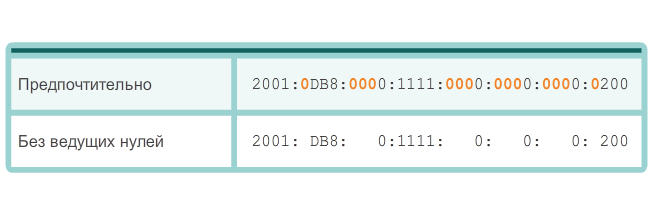 Предпочтительно 2001:0DB8:0000:1111:0000:0000:0000:0200
Без ведущих нулей 2001: DB8:   0:1111:   0:   0:   0: 200